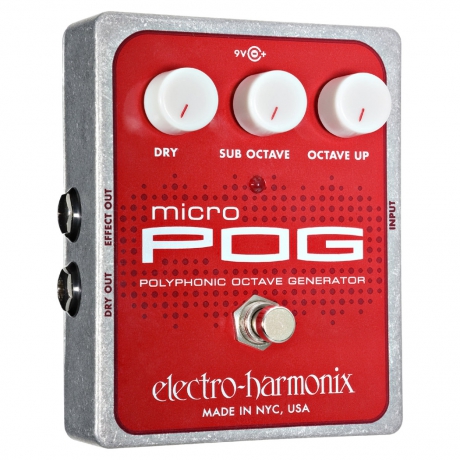 9V +
DRY
SUB OCTAVE
OCTAVE UP
EFFECT OUT
DRY OUT
INPUT
micro
POG
POLYPHONIC OCTAVE GENERATOR
electro-harmonix
MADE IN NYC, USA